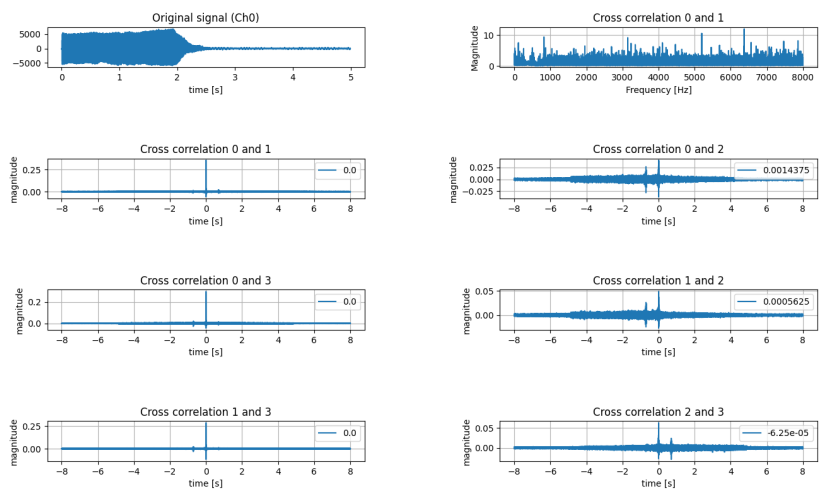 Original signal (Ch0)
5000
0
−5000
0 1 2 3 4 5
time [s]
Cross correlation 0 and 1
Magnitude
10
0
0 1000 2000 3000 4000 5000 6000 7000 8000
Frequency [Hz]
Cross correlation 0 and 1
magnitude
0.25
0.00
0.0
−8 −6 −4 −2 0 2 4 6 8
time [s]
Cross correlation 0 and 2
magnitude
0.025
0.000
−0.025
0.0014375
−8 −6 −4 −2 0 2 4 6 8
time [s]
Cross correlation 0 and 3
magnitude
0.2
0.0
0.0
−8 −6 −4 −2 0 2 4 6 8
time [s]
Cross correlation 1 and 2
magnitude
0.05
0.00
0.0005625
−8 −6 −4 −2 0 2 4 6 8
time [s]
Cross correlation 1 and 3
magnitude
0.25
0.00
0.0
−8 −6 −4 −2 0 2 4 6 8
time [s]
Cross correlation 2 and 3
magnitude
0.05
0.00
-6.25e-05
−8 −6 −4 −2 0 2 4 6 8
time [s]